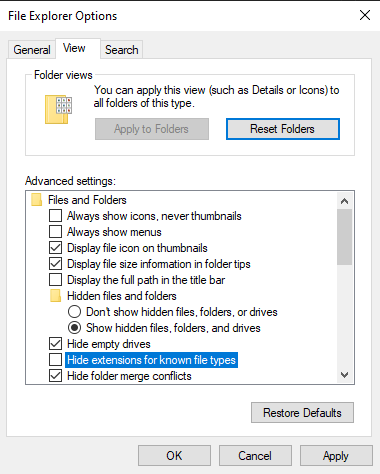 File Explorer Options
General
View
Search
Folder views
You can apply this view (such as Details or Icons) to
all folders of this type.
Apply to Folders
Reset Folders
Advanced settings:
Files and Folders
Always show icons, never thumbnails
Always show menus
Display file icon on thumbnails
Display file size information in folder tips
Display the full path in the title bar
Hidden files and folders
Don't show hidden files, folders, or drives
Show hidden files, folders, and drives
Hide empty drives
Hide extensions for known file types
Hide folder merge conflicts
Restore Defaults
OK
Cancel
Apply